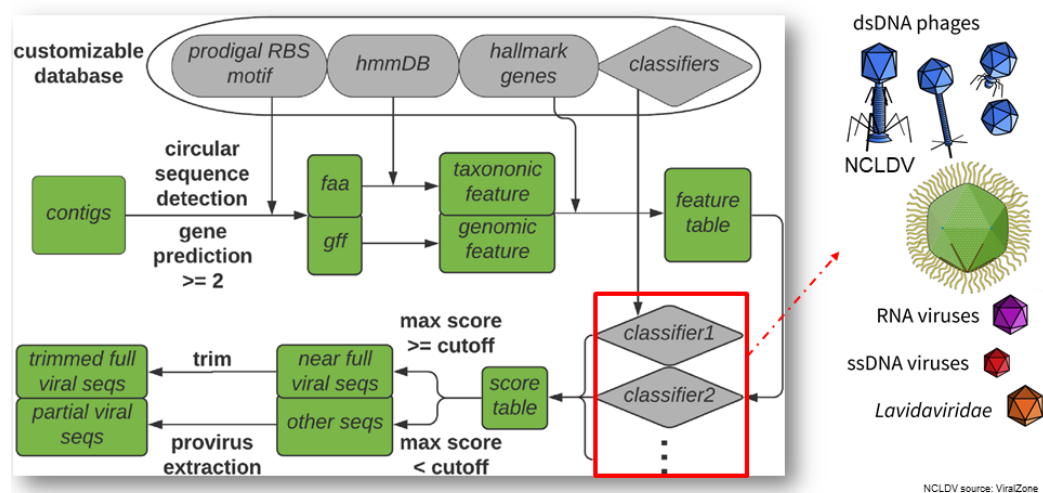 customizable
database
prodigal RBS
motif
hmmDB
hallmark
genes
classifiers
circular
sequence
detection
contigs
gene
prediction
>= 2
faa
gff
taxononic
feature
genomic
feature
feature
table
classifier1
classifier2
max score
>= cutoff
score
table
max score
< cutoff
near full
viral seqs
other seqs
trim
provirus
extraction
trimmed full
viral seqs
partial viral
seqs
dsDNA phages
NCLDV
RNA viruses
ssDNA viruses
Lavidaviridae
NCLDV source: ViralZone